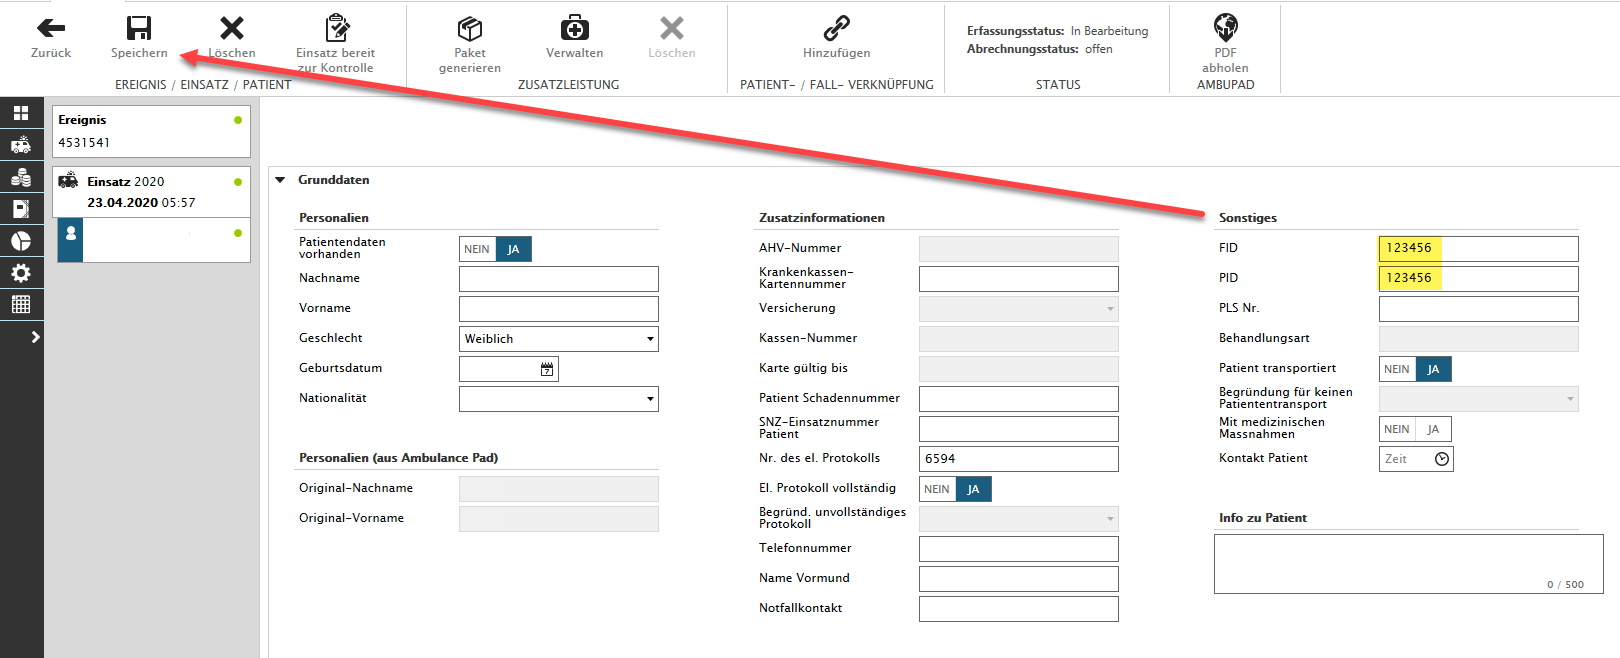 Zurück
Speichern
Löschen
Einsatz bereit
zur Kontrolle
EREIGNIS / EINSATZ / PATIENT
Paket
generieren
Verwalten
Löschen
ZUSATZLEISTUNG
Hinzufügen
PATIENT- / FALL- VERKNÜPFUNG
Erfassungsstatus: In Bearbeitung
Abrechnungsstatus: offen
STATUS
PDF
abholen
AMBUPAD
Ereignis
4531541
Einsatz 2020
23.04.2020 05:57
Grunddaten
Personalien
Patientendaten
vorhanden
NEIN JA
Nachname
Vorname
Geschlecht
Weiblich
Geburtsdatum
7
Nationalität
Personalien (aus Ambulance Pad)
Original-Nachname
Original-Vorname
Zusatzinformationen
AHV-Nummer
Krankenkassen-
Kartennummer
Versicherung
Kassen-Nummer
Karte gültig bis
Patient Schadennummer
SNZ-Einsatznummer
Patient
Nr. des el. Protokolls
6594
El. Protokoll vollständig
NEIN JA
Begründ. unvollständiges
Protokoll
Telefonnummer
Name Vormund
Notfallkontakt
Sonstiges
FID
123456
PID
123456
PLS Nr.
Behandlungsart
Patient transportiert
NEIN JA
Begründung für keinen
Patiententransport
Mit medizinischen
Massnahmen
NEIN JA
Kontakt Patient
Zeit
Info zu Patient
0 / 500